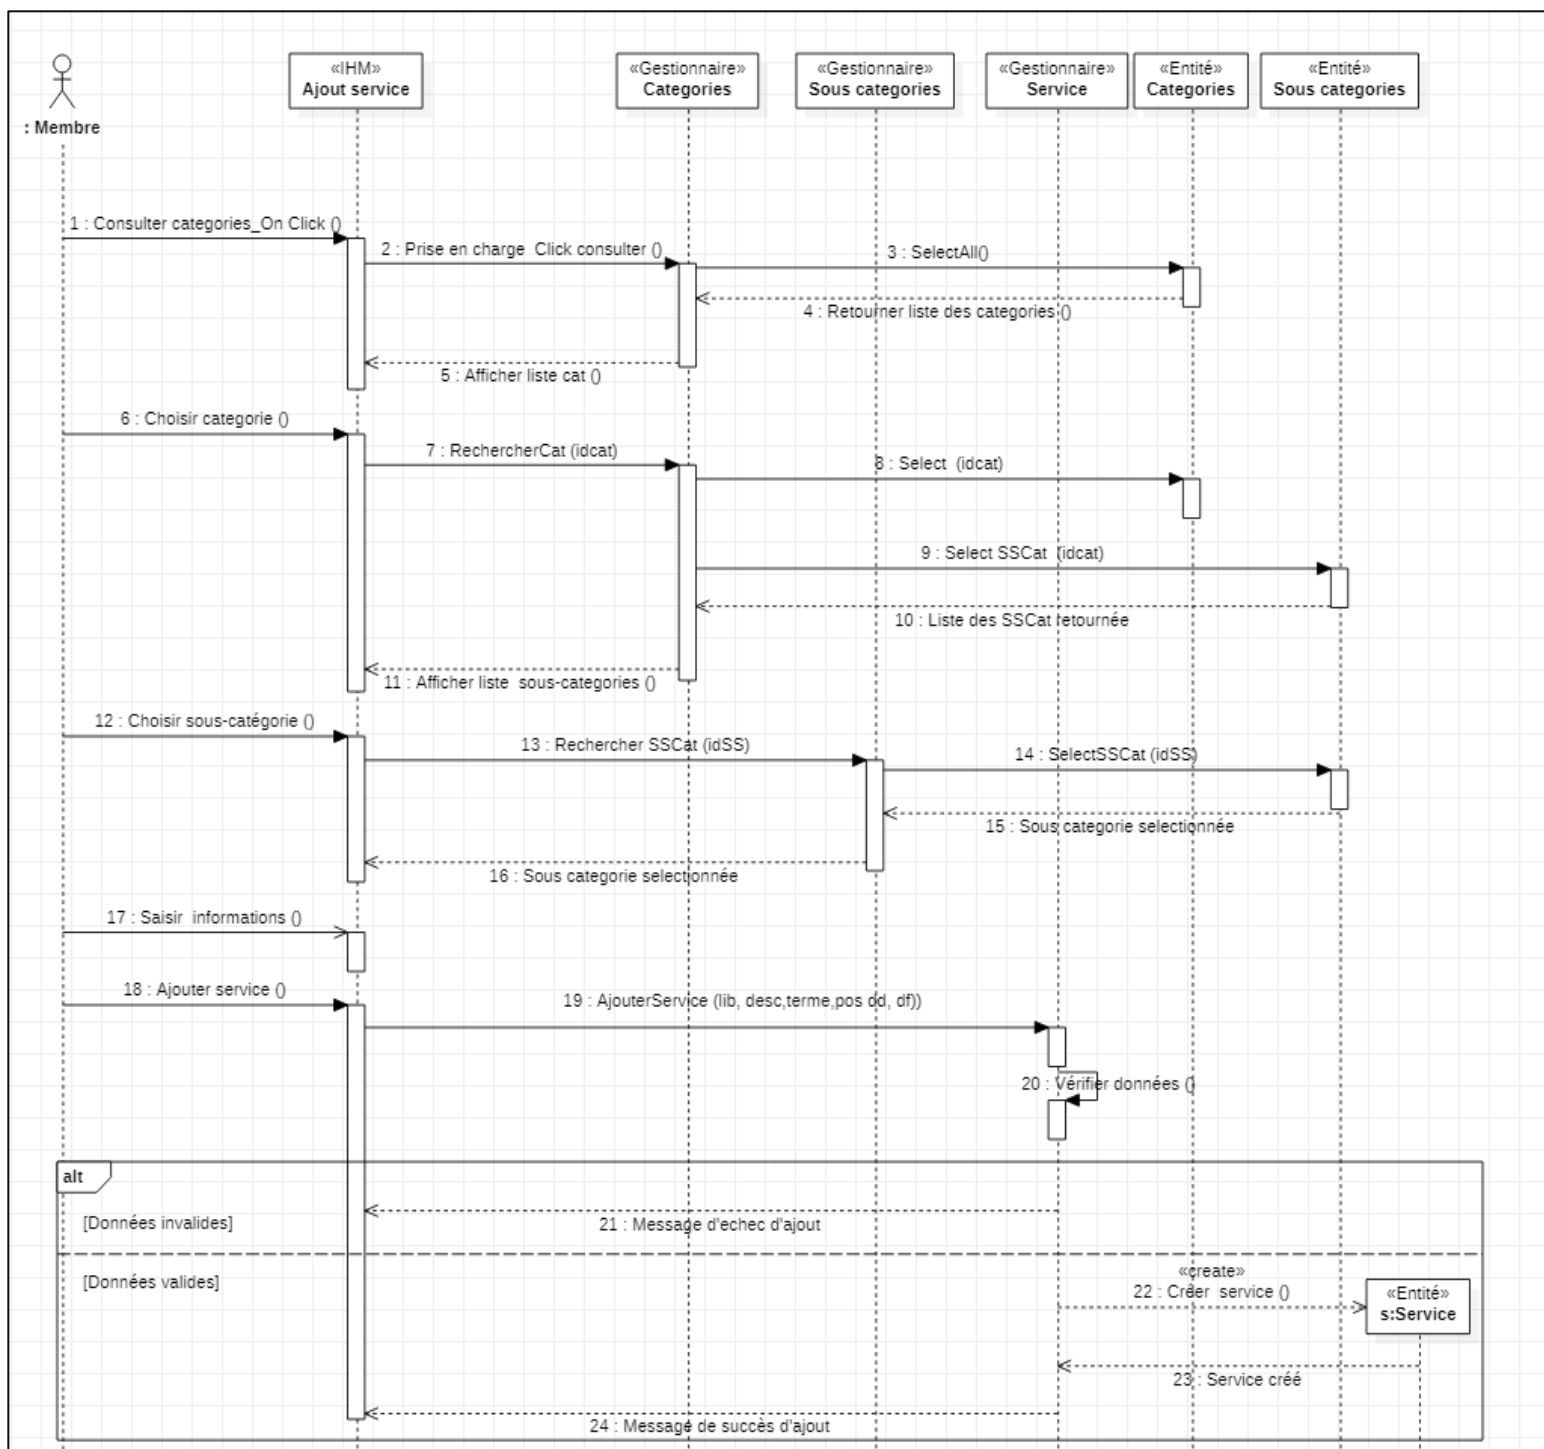 «IHM»
Ajout service
«Gestionnaire»
Categories
«Gestionnaire»
Sous categories
«Gestionnaire»
Service
«Entité»
Categories
«Entité»
Sous categories
: Membre
1 : Consulter categories_On Click ()
2 : Prise en charge  Click consulter ()
3 : SelectAll()
4 : Retourner liste des categories ()
5 : Afficher liste cat ()
6 : Choisir categorie ()
7 : RechercherCat (idcat)
8 : Select  (idcat)
9 : Select SSCat  (idcat)
10 : Liste des SSCat retournée
11 : Afficher liste  sous-categories ()
12 : Choisir sous-catégorie ()
13 : Rechercher SSCat (idSS)
14 : SelectSSCat (idSS)
15 : Sous categorie selectionnée
16 : Sous categorie selectionnée
17 : Saisir  informations ()
18 : Ajouter service ()
19 : AjouterService (lib, desc,terme,pos dd, df))
20 : Vérifier données ()
alt
[Données invalides]
21 : Message d'echec d'ajout
[Données valides]
«create»
22 : Créer  service ()
«Entité»
s:Service
23 : Service créé
24 : Message de succès d'ajout